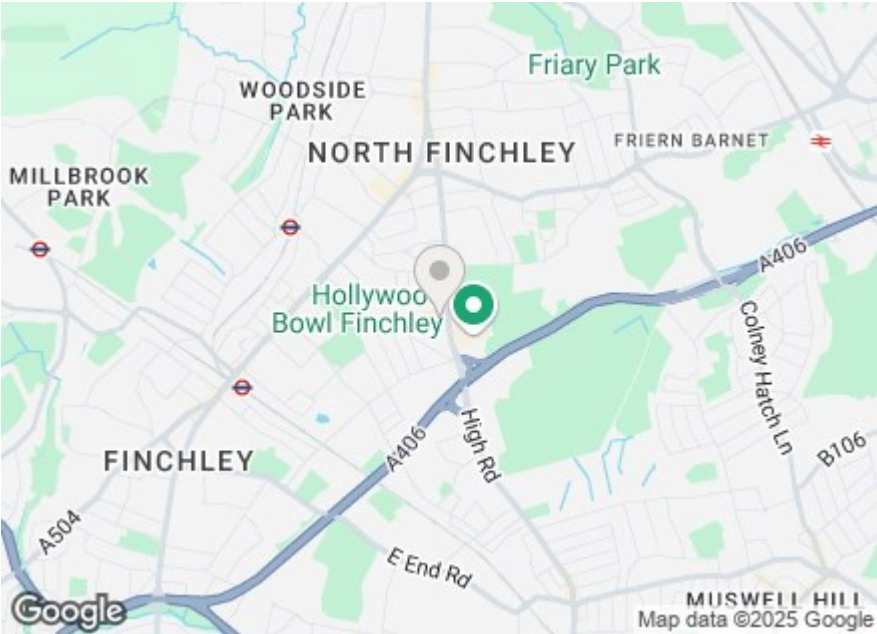 Friary Park
WOODSIDE
PARK
NORTH FINCHLEY
FRIERN BARNET
MILLBROOK
PARK
A406
Hollywoo
Bowl Finchley
Colney Hatch Ln
High Rd
A406
FINCHLEY
B106
A504
E End Rd
MUSWELL HILL
Google
Map data ©2025 Google